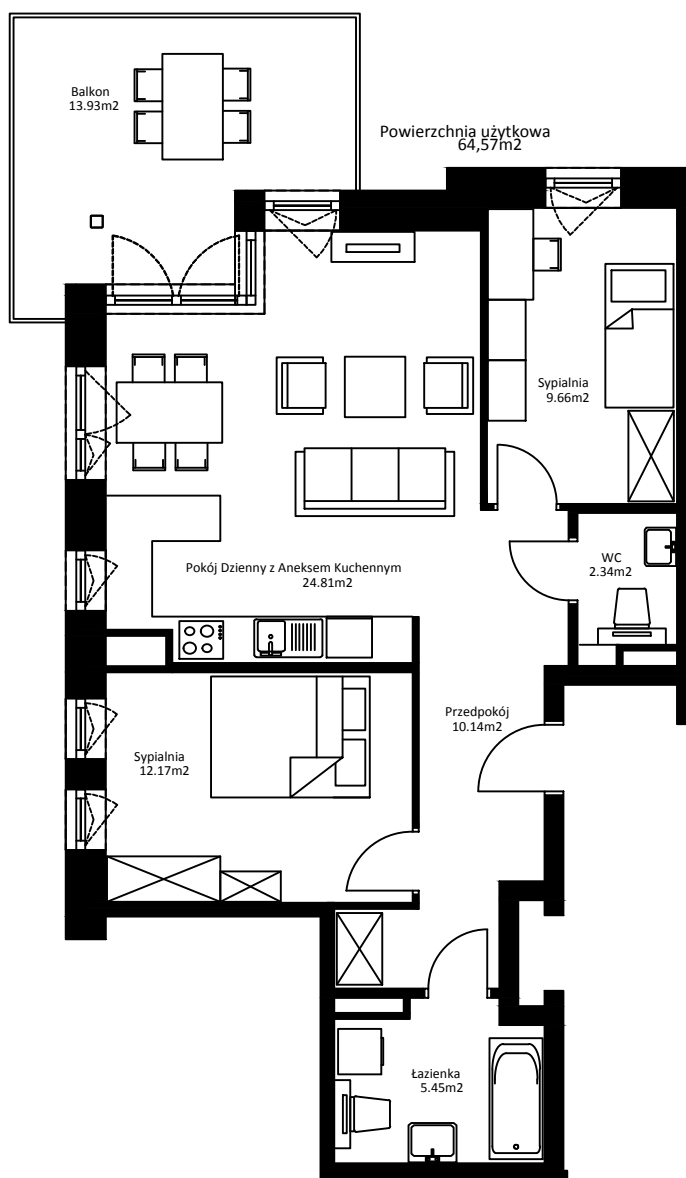 Balkon
13.93m2
Powierzchnia użytkowa
64,57m2
Sypialnia
9.66m2
Pokój Dzienny z Aneksem Kuchennym
24.81m2
WC
2.34m2
Przedpokój
10.14m2
Sypialnia
12.17m2
Łazienka
5.45m2